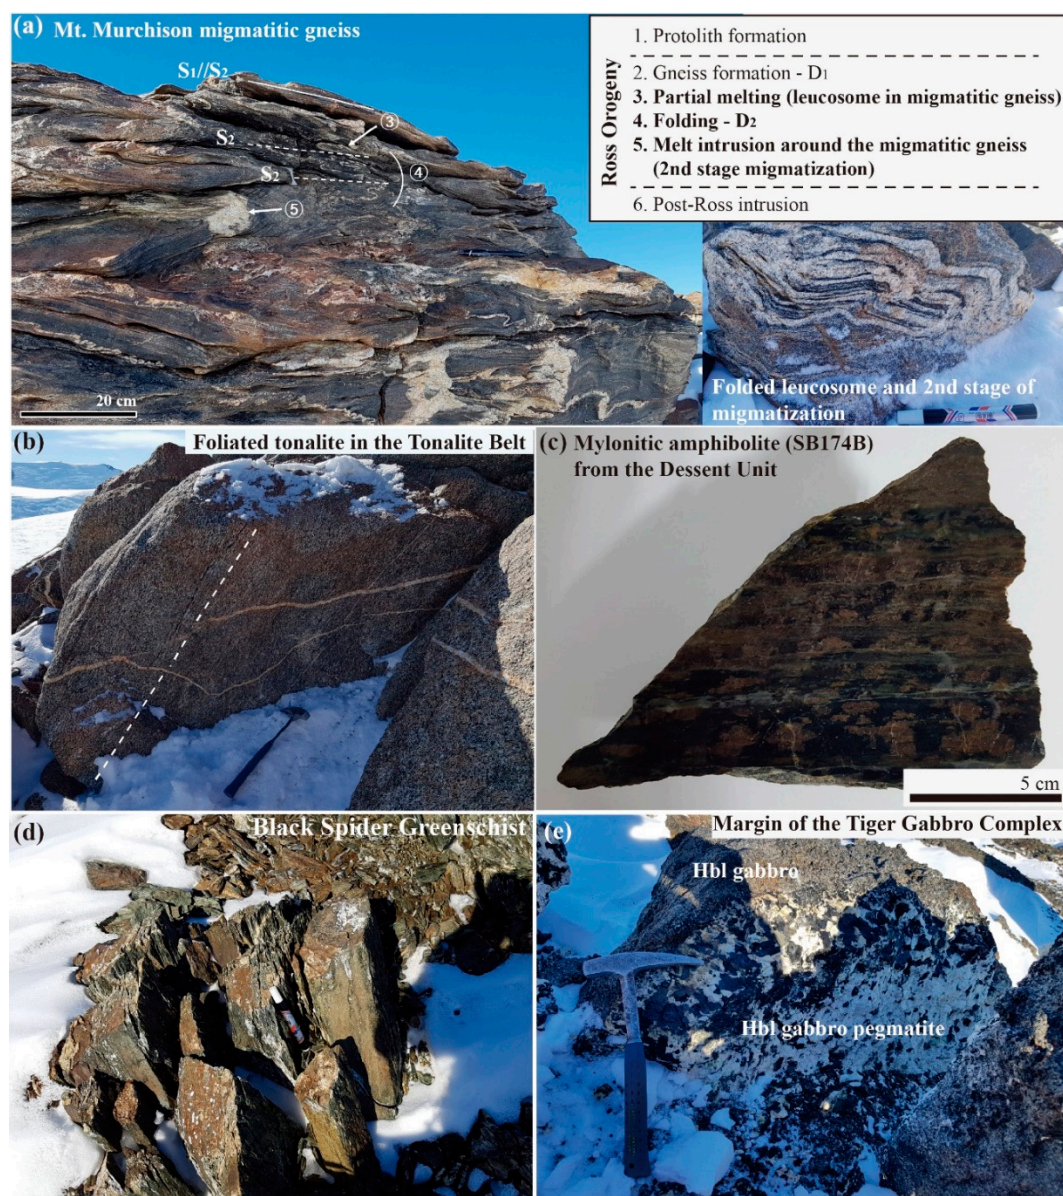 (a) Mt. Murchison migmatitic gneiss
S1//S2
S2
③
④
S2
⑤
20 cm
Ross Orogeny
1. Protolith formation
2. Gneiss formation - D1
3. Partial melting (leucosome in migmatitic gneiss)
4. Folding - D2
5. Melt intrusion around the migmatitic gneiss
(2nd stage migmatization)
6. Post-Ross intrusion
Folded leucosome and 2nd stage of
migmatization
(b)
Foliated tonalite in the Tonalite Belt
(c) Mylonitic amphibolite (SB174B)
from the Dessent Unit
5 cm
(d)
Black Spider Greenschist
(e)
Margin of the Tiger Gabbro Complex
Hbl gabbro
Hbl gabbro pegmatite